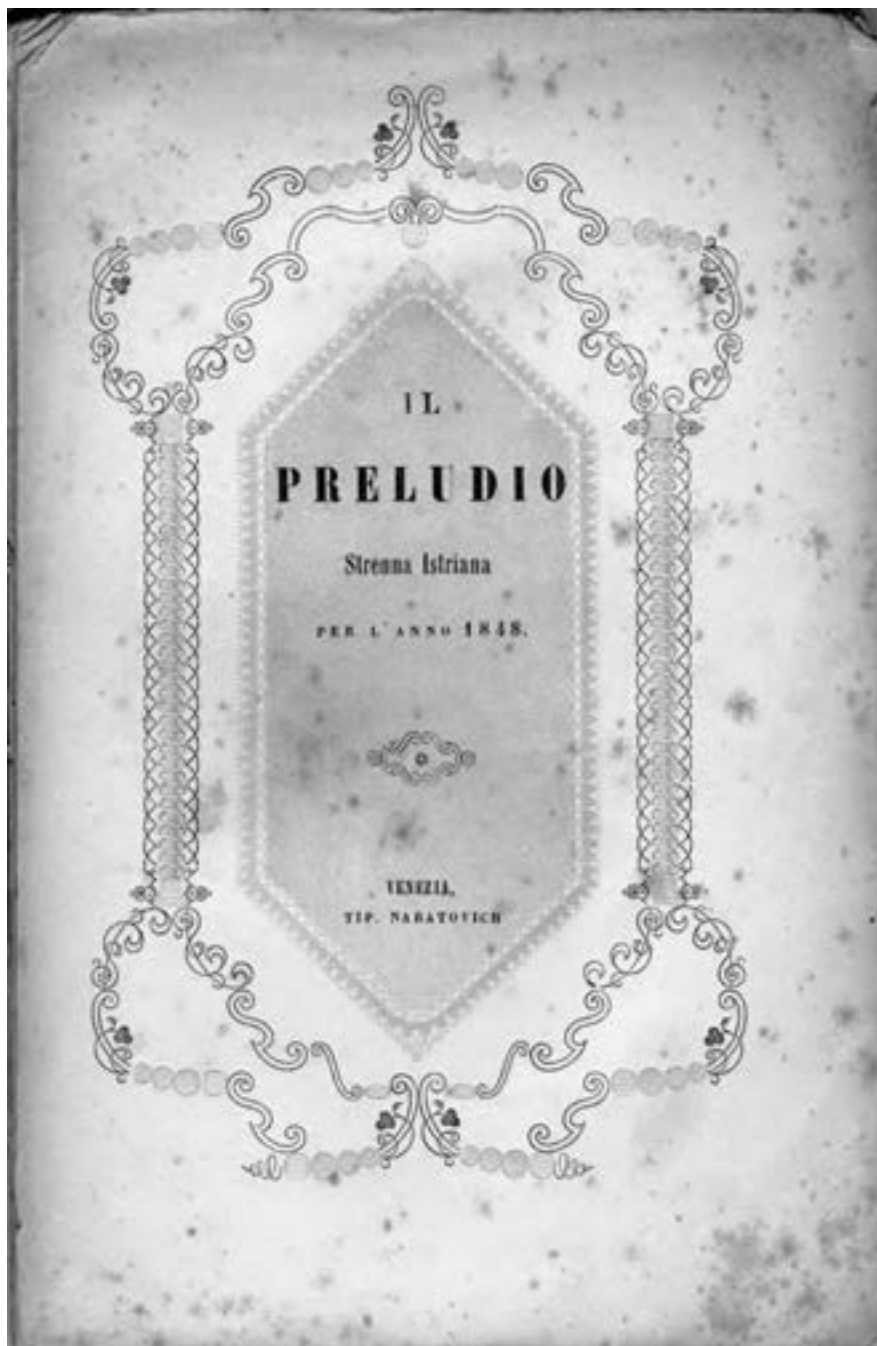 IL
PRELUDIO
Strenna Istriana
PER L'ANNO 1848.
VENEZIA,
TIP. NARATOVICH